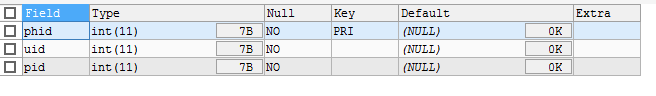 Field Type Null Key Default Extra
phid int(11) 7B NO PRI (NULL) 0K
uid int(11) 7B NO (NULL) 0K
pid int(11) 7B NO (NULL) 0K